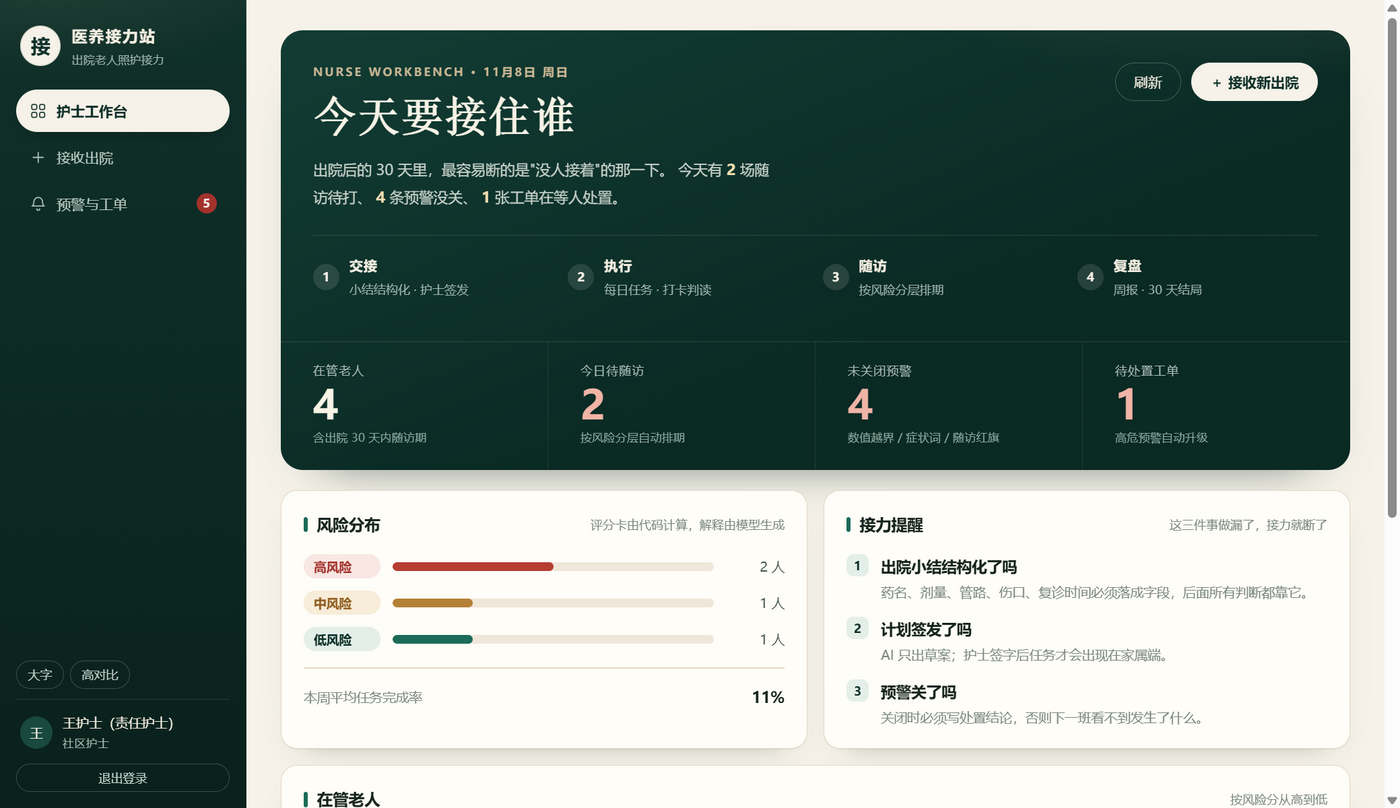 接
医养接力站
出院老人照护接力
护士工作台
接收出院
预警与工单
5
大字
高对比
王
王护士（责任护士）
社区护士
退出登录
NURSE WORKBENCH • 11月8日 周日
刷新
+ 接收新出院
今天要接住谁
出院后的 30 天里，最容易断的是"没人接着"的那一下。 今天有 2 场随
访待打、 4 条预警没关、 1 张工单在等人处置。
1
交接
小结结构化 · 护士签发
2
执行
每日任务 · 打卡判读
3
随访
按风险分层排期
4
复盘
周报 · 30 天结局
在管老人
4
含出院 30 天内随访期
今日待随访
2
按风险分层自动排期
未关闭预警
4
数值越界 / 症状词 / 随访红旗
待处置工单
1
高危预警自动升级
风险分布
评分卡由代码计算，解释由模型生成
高风险
2 人
中风险
1 人
低风险
1 人
本周平均任务完成率
11%
接力提醒
这三件事做漏了，接力就断了
1
出院小结结构化了吗
药名、剂量、管路、伤口、复诊时间必须落成字段，后面所有判断都靠它。
2
计划签发了吗
AI 只出草案；护士签字后任务才会出现在家属端。
3
预警关了吗
关闭时必须写处置结论，否则下一班看不到发生了什么。
在管老人
按风险分从高到低